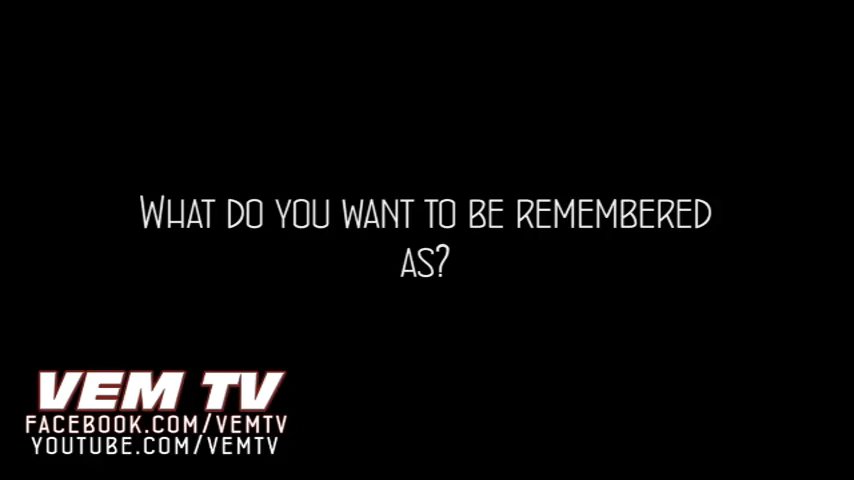 WHAT DO YOU WANT TO BE REMEMBERED
AS?
VEM TV
FACEBOOK.COM/VEMTV
YOUTUBE.COM/VEMTV